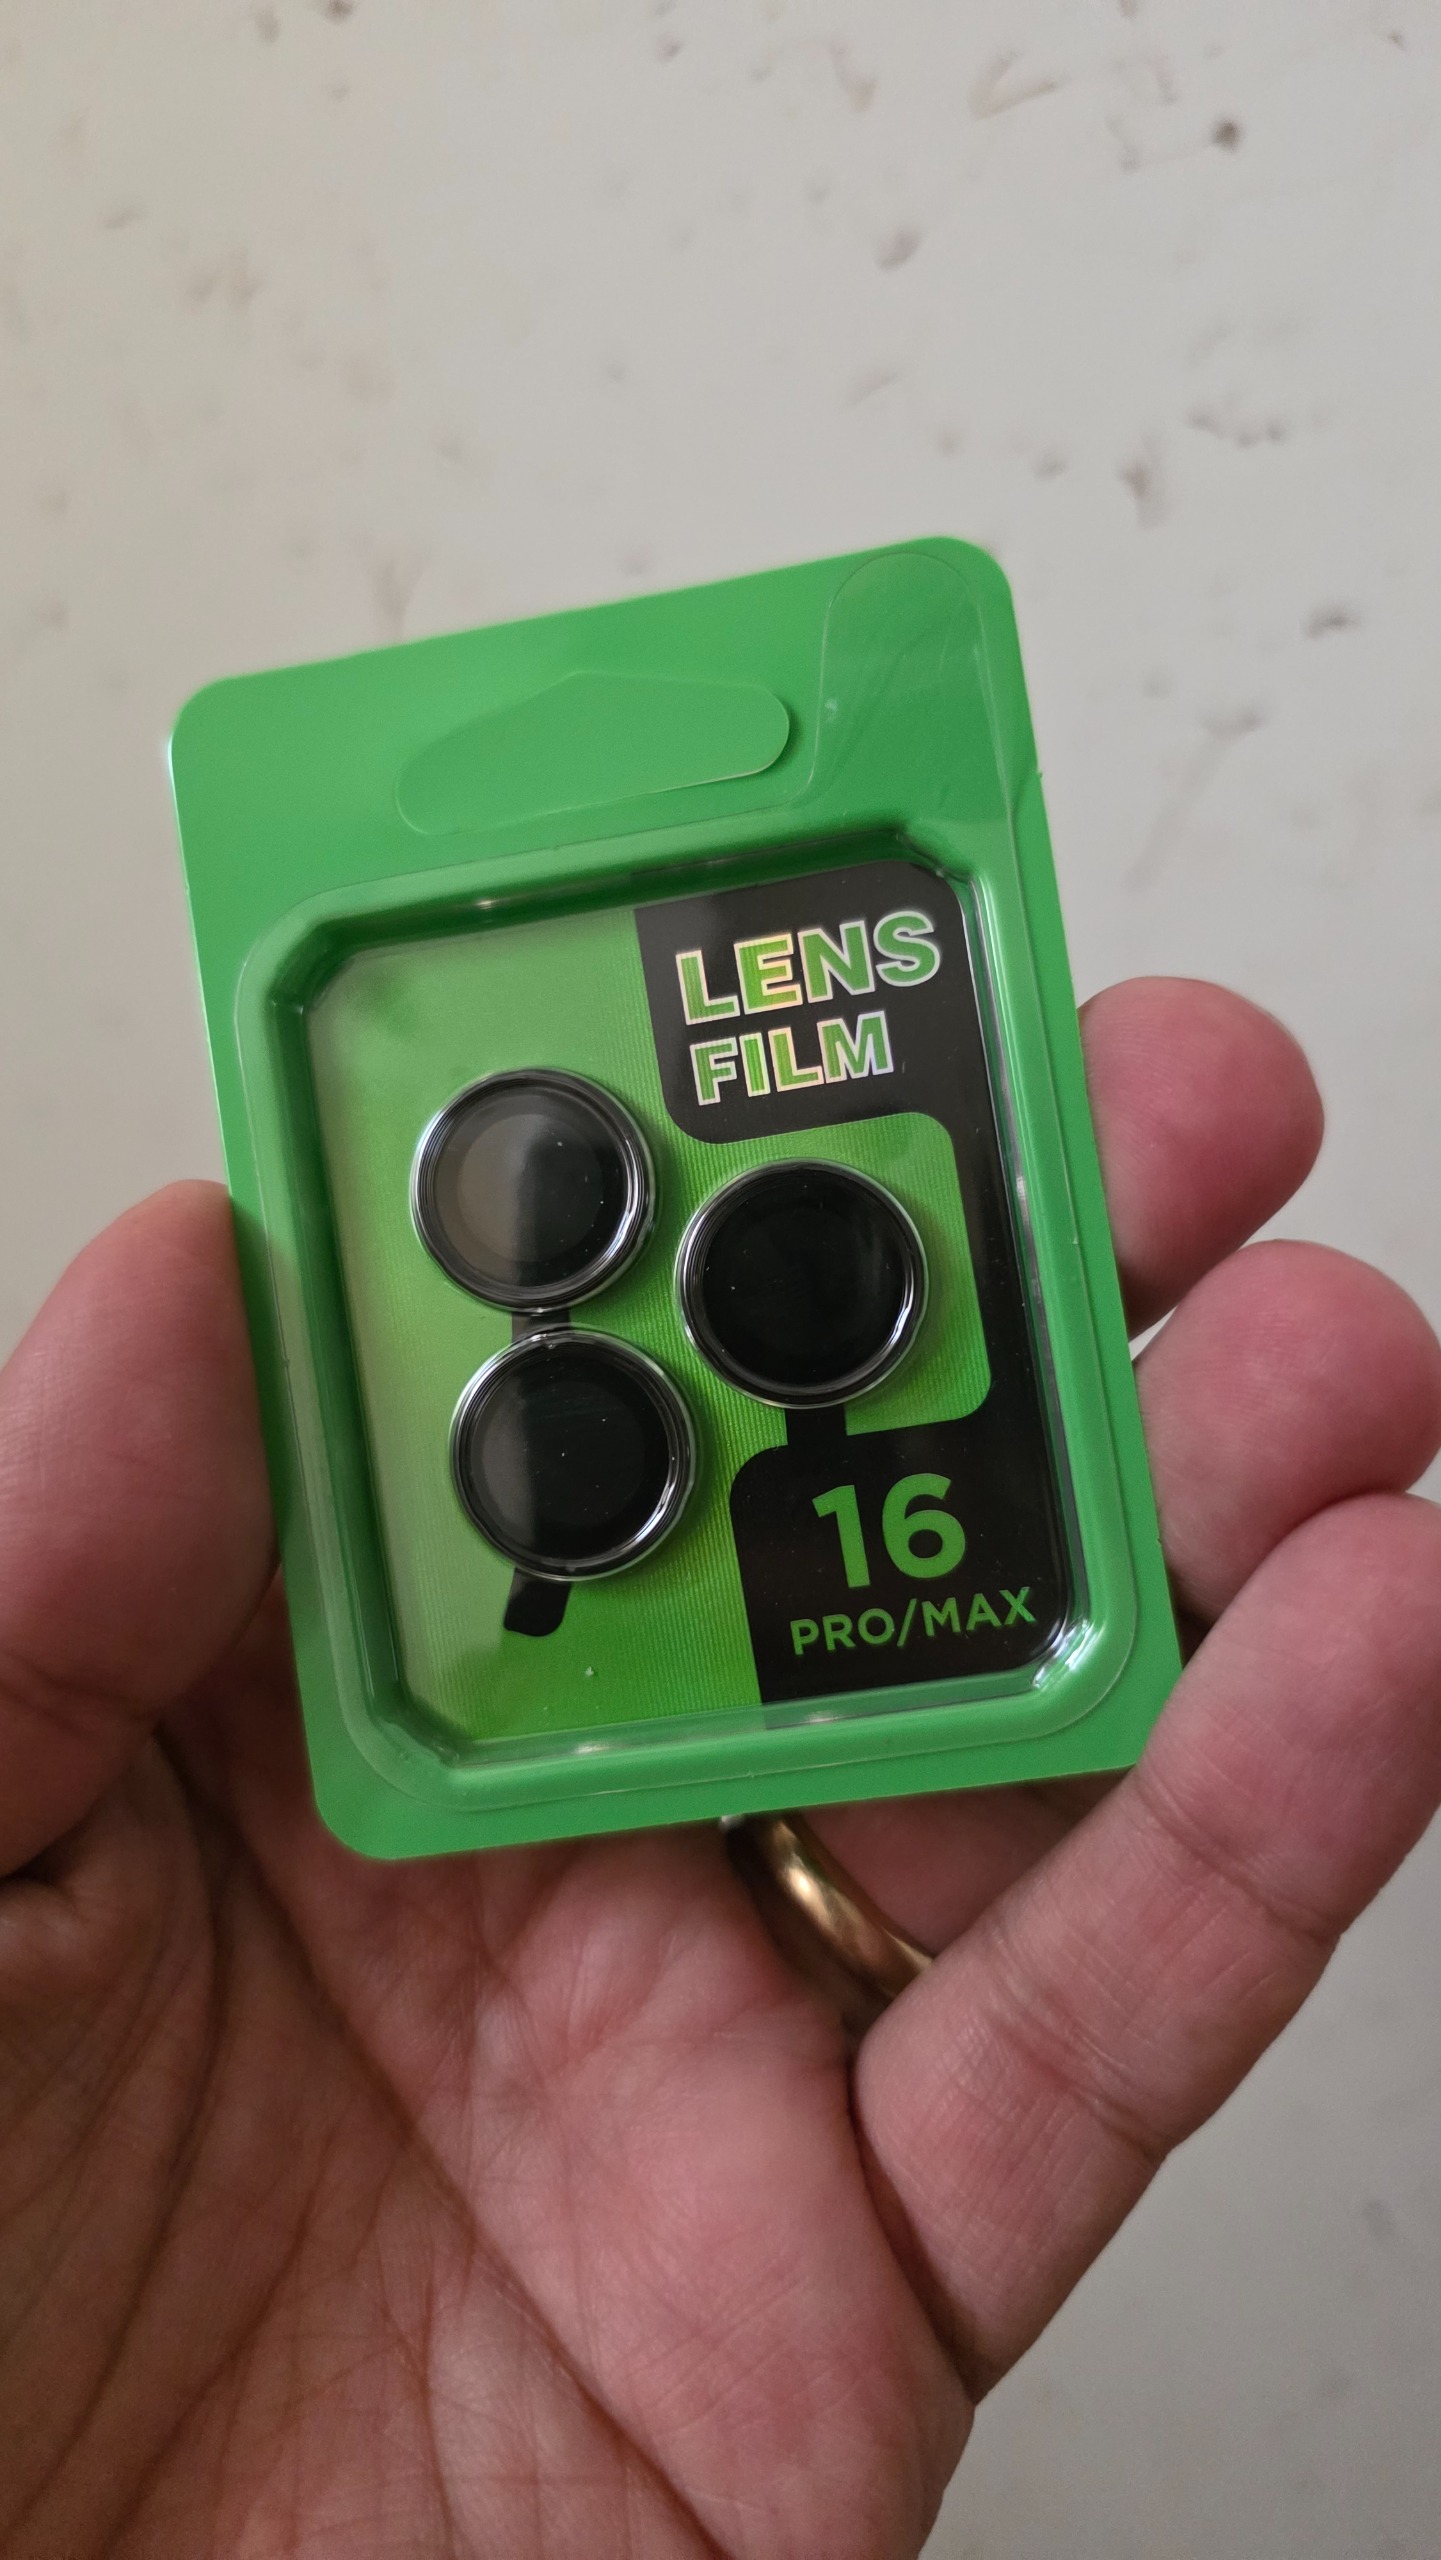 LENS
FILM
16
PRO/MAX